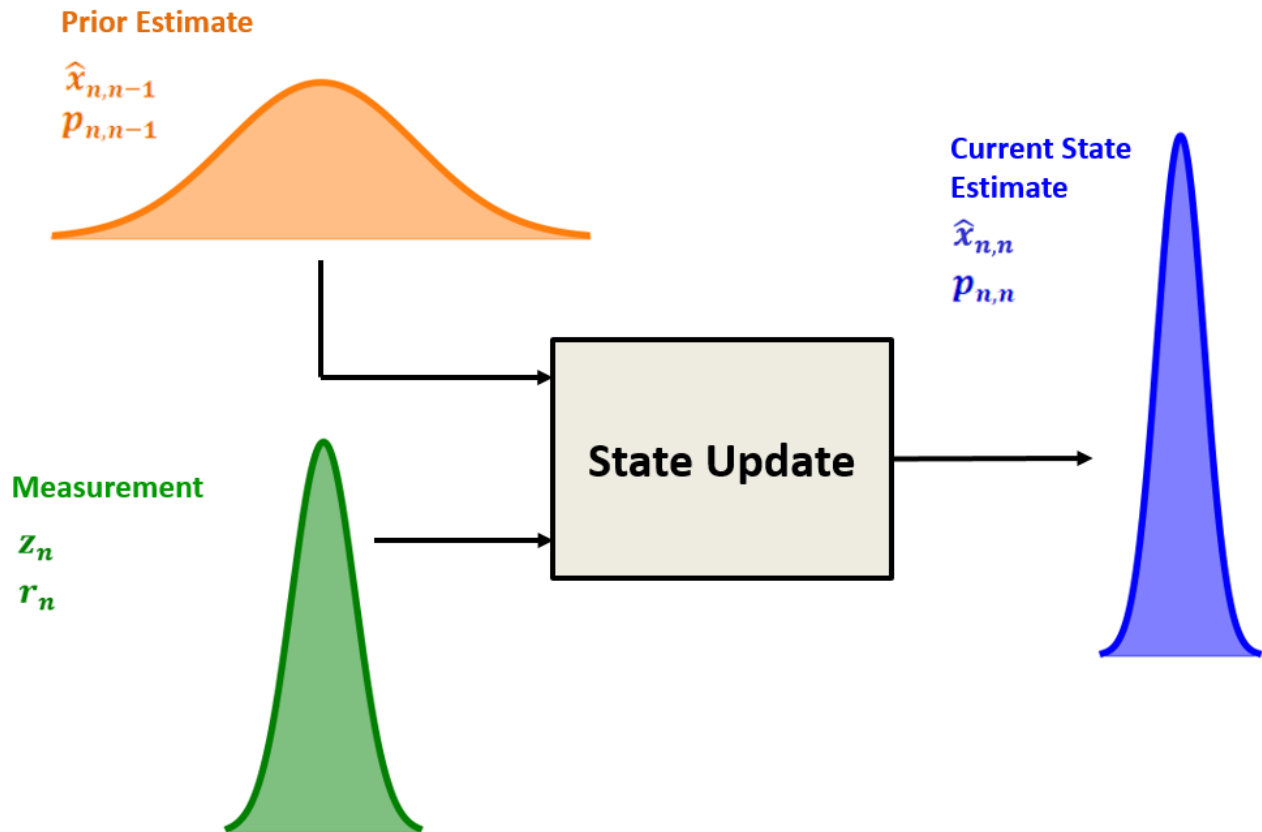 Prior Estimate
x̂ₙ,ₙ₋₁
pₙ,ₙ₋₁
Current State
Estimate
x̂ₙ,ₙ
pₙ,ₙ
State Update
Measurement
zₙ
rₙ